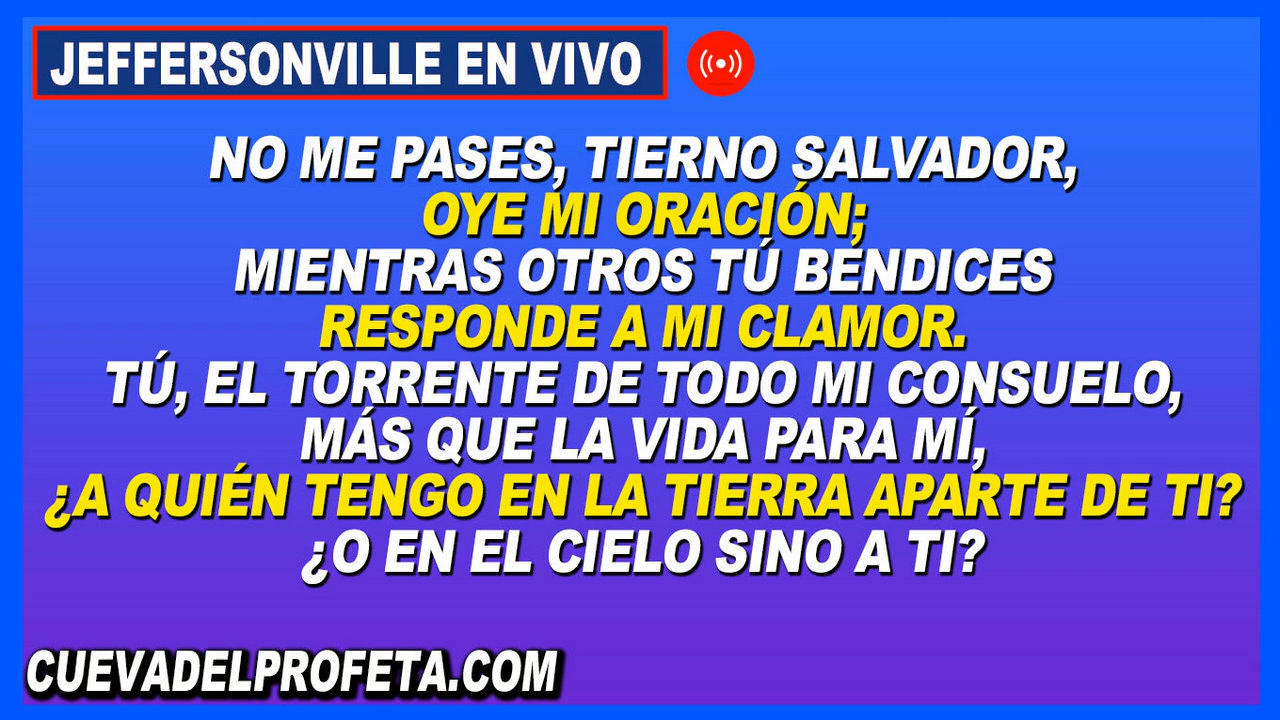 JEFFERSONVILLE EN VIVO
NO ME PASES, TIERNO SALVADOR,
OYE MI ORACIÓN;
MIENTRAS OTROS TÚ BENDICES
RESPONDE A MI CLAMOR.
TÚ, EL TORRENTE DE TODO MI CONSUELO,
MÁS QUE LA VIDA PARA MÍ,
¿A QUIÉN TENGO EN LA TIERRA APARTE DE TI?
¿O EN EL CIELO SINO A TI?
CUEVADELPROFETA.COM